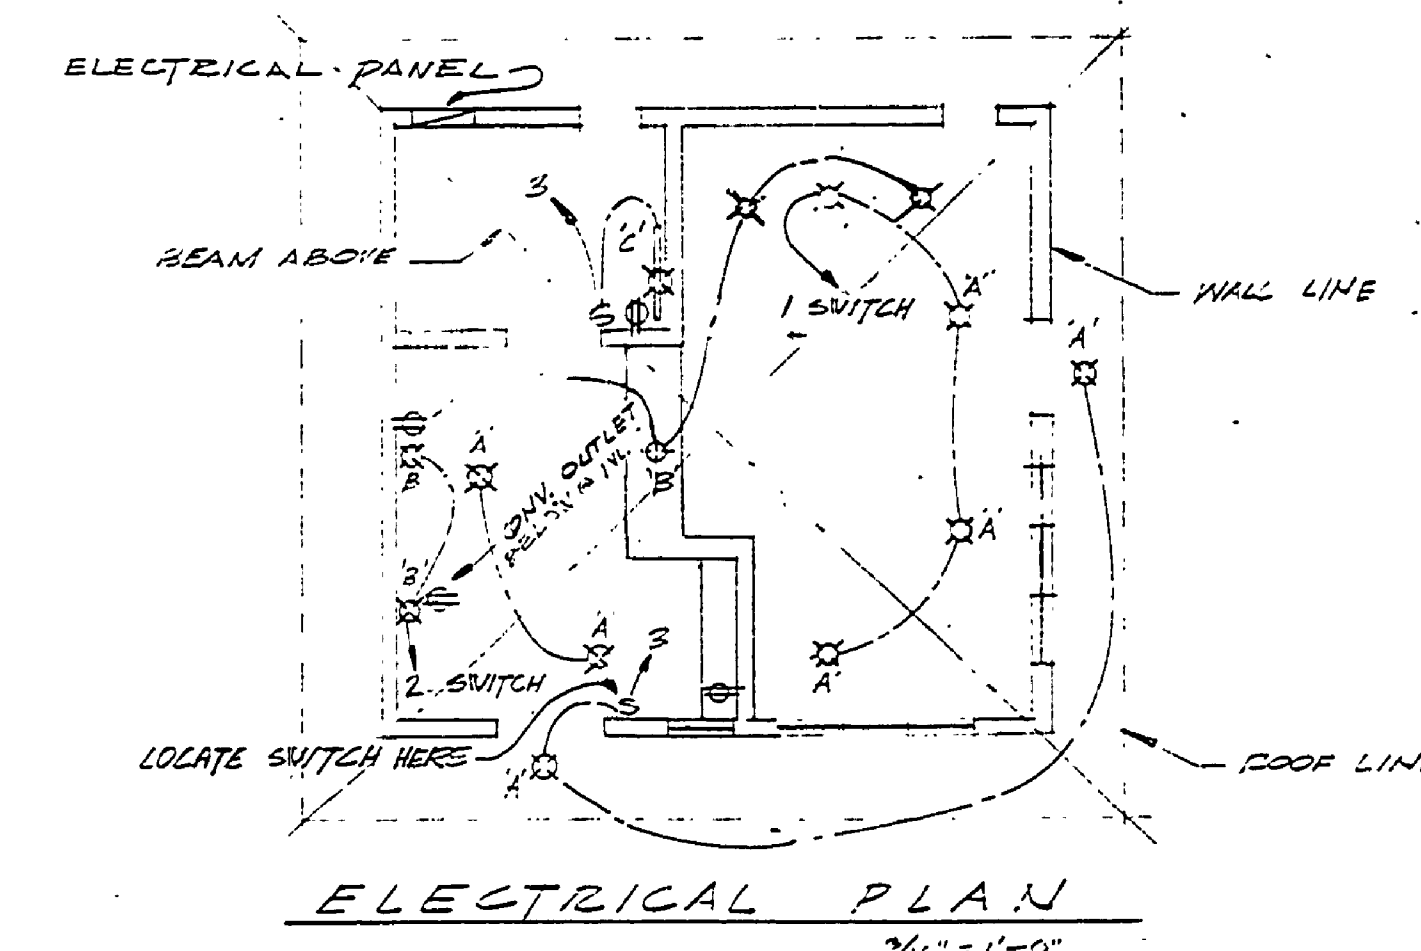 ELECTRICAL PANEL
3
'C'
BEAM ABOVE
S
1 SWITCH
'A'
WALL LINE
'A'
CONV. OUTLET
'A'
'B'
'B'
'A'
'B'
'A'
3
2 SWITCH
'A'
S
LOCATE SWITCH HERE
'A'
ROOF LINE
ELECTRICAL PLAN